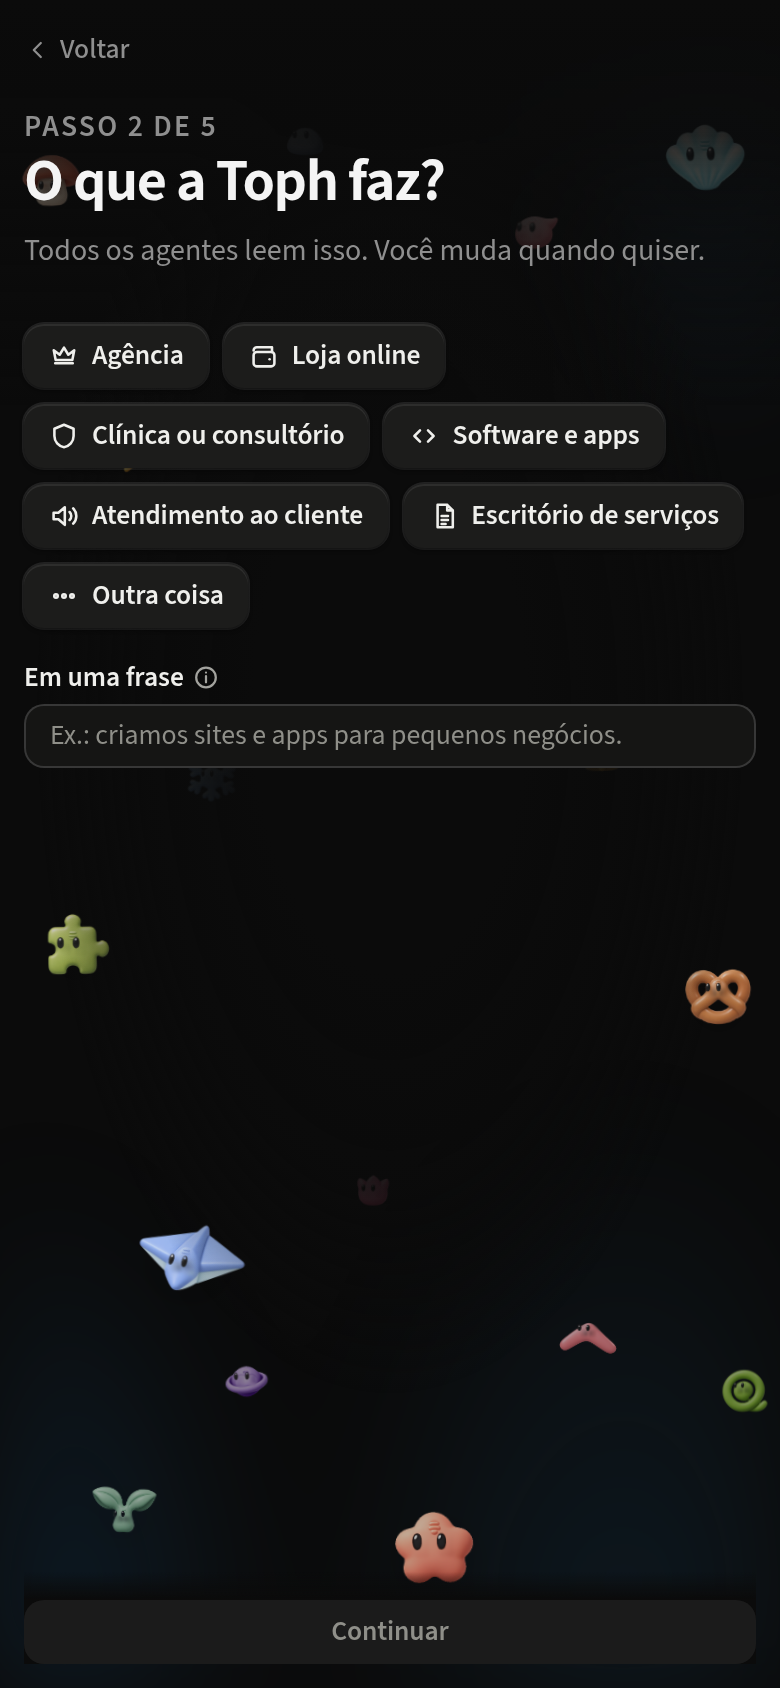 Voltar
PASSO 2 DE 5
O que a Toph faz?
Todos os agentes leem isso. Você muda quando quiser.
Agência
Loja online
Clínica ou consultório
Software e apps
Atendimento ao cliente
Escritório de serviços
Outra coisa
Em uma frase
Ex.: criamos sites e apps para pequenos negócios.
Continuar